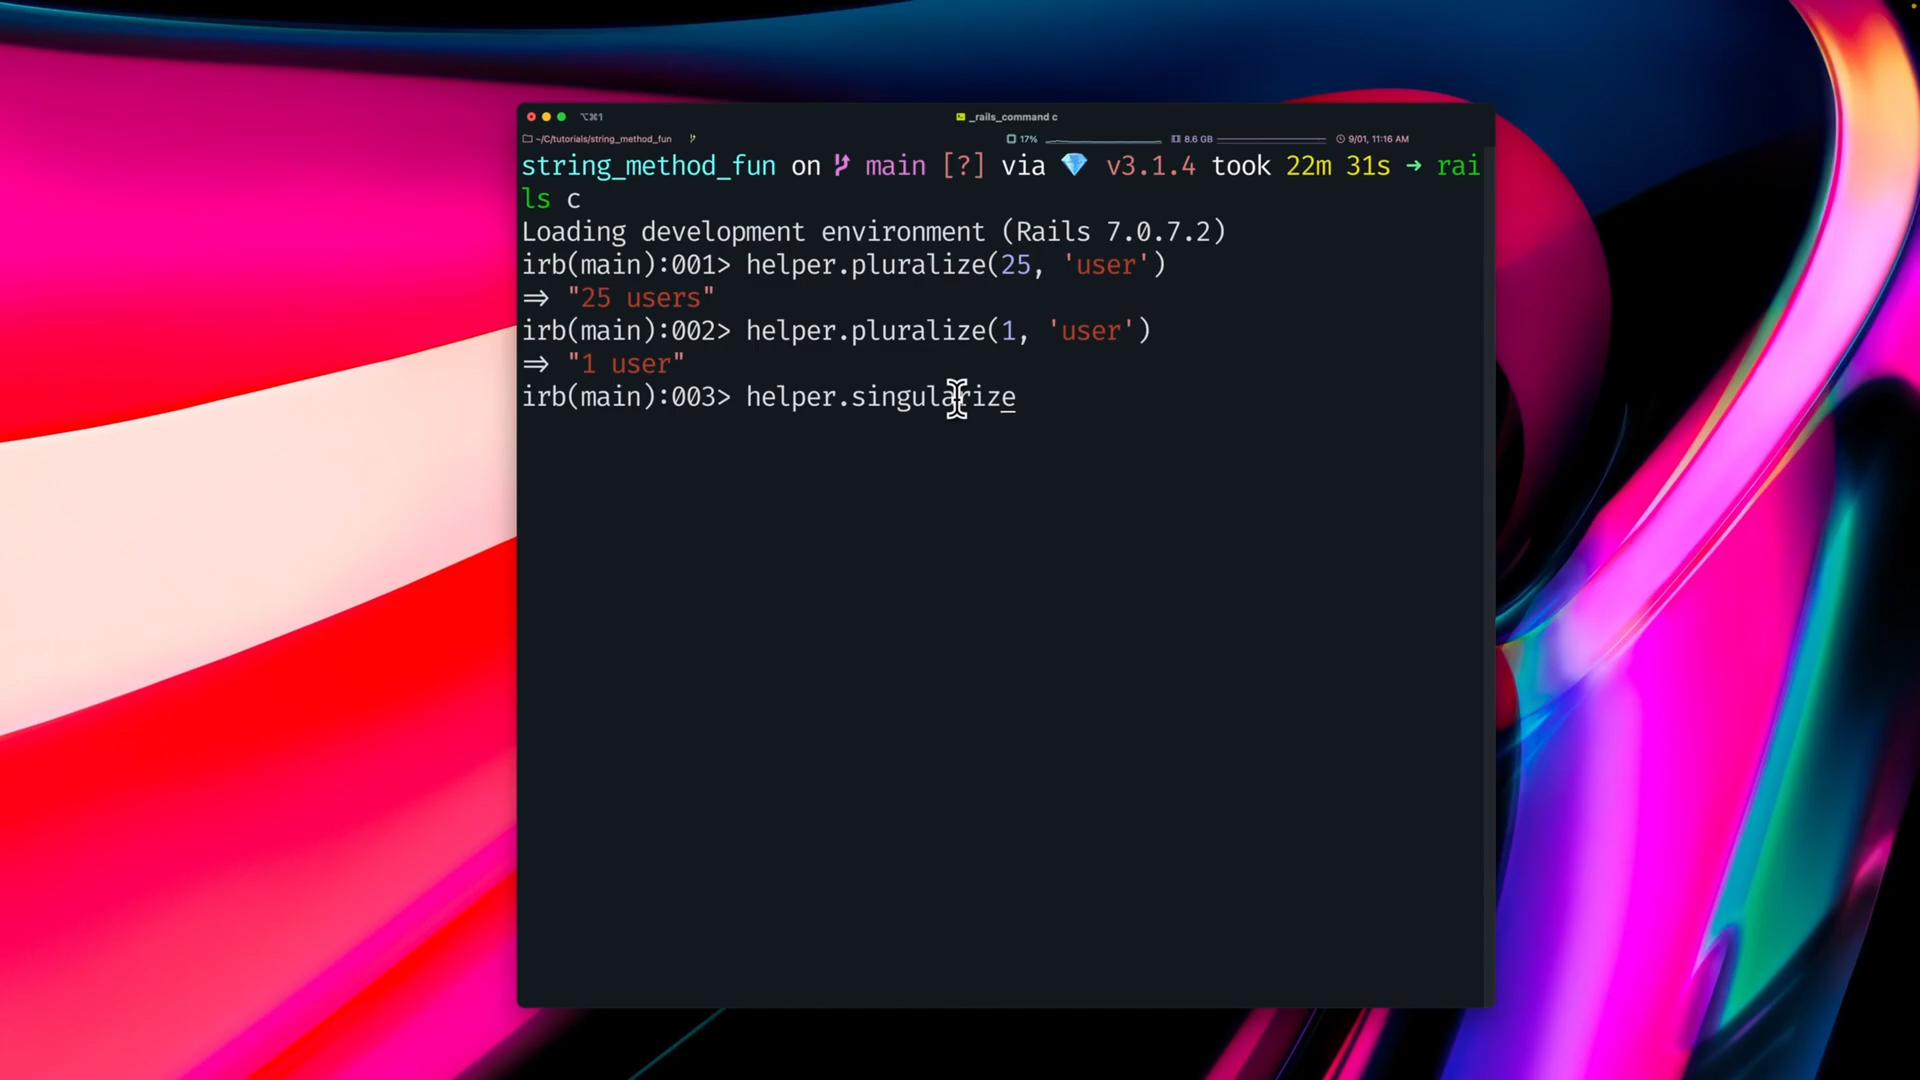 ⌥⌘1
_rails_command c
~/C/tutorials/string_method_fun
17%
8.6 GB
9/01, 11:16 AM
string_method_fun on main [?] via v3.1.4 took 22m 31s → rai
ls c
Loading development environment (Rails 7.0.7.2)
irb(main):001> helper.pluralize(25, 'user')
=> "25 users"
irb(main):002> helper.pluralize(1, 'user')
=> "1 user"
irb(main):003> helper.singularize